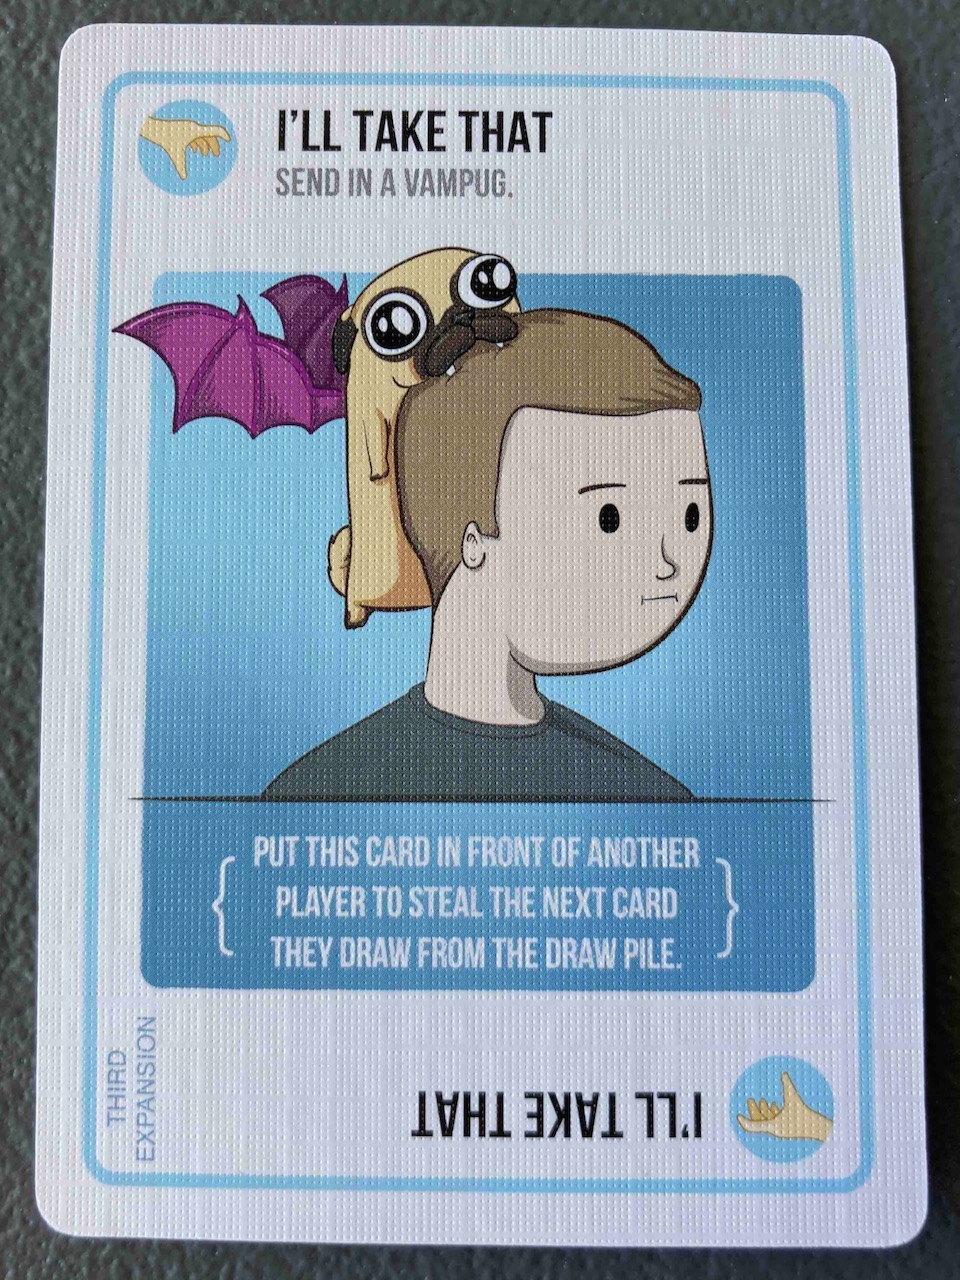 I'LL TAKE THAT
SEND IN A VAMPUG.
PUT THIS CARD IN FRONT OF ANOTHER
PLAYER TO STEAL THE NEXT CARD
THEY DRAW FROM THE DRAW PILE.
THIRD
EXPANSION
I'LL TAKE THAT